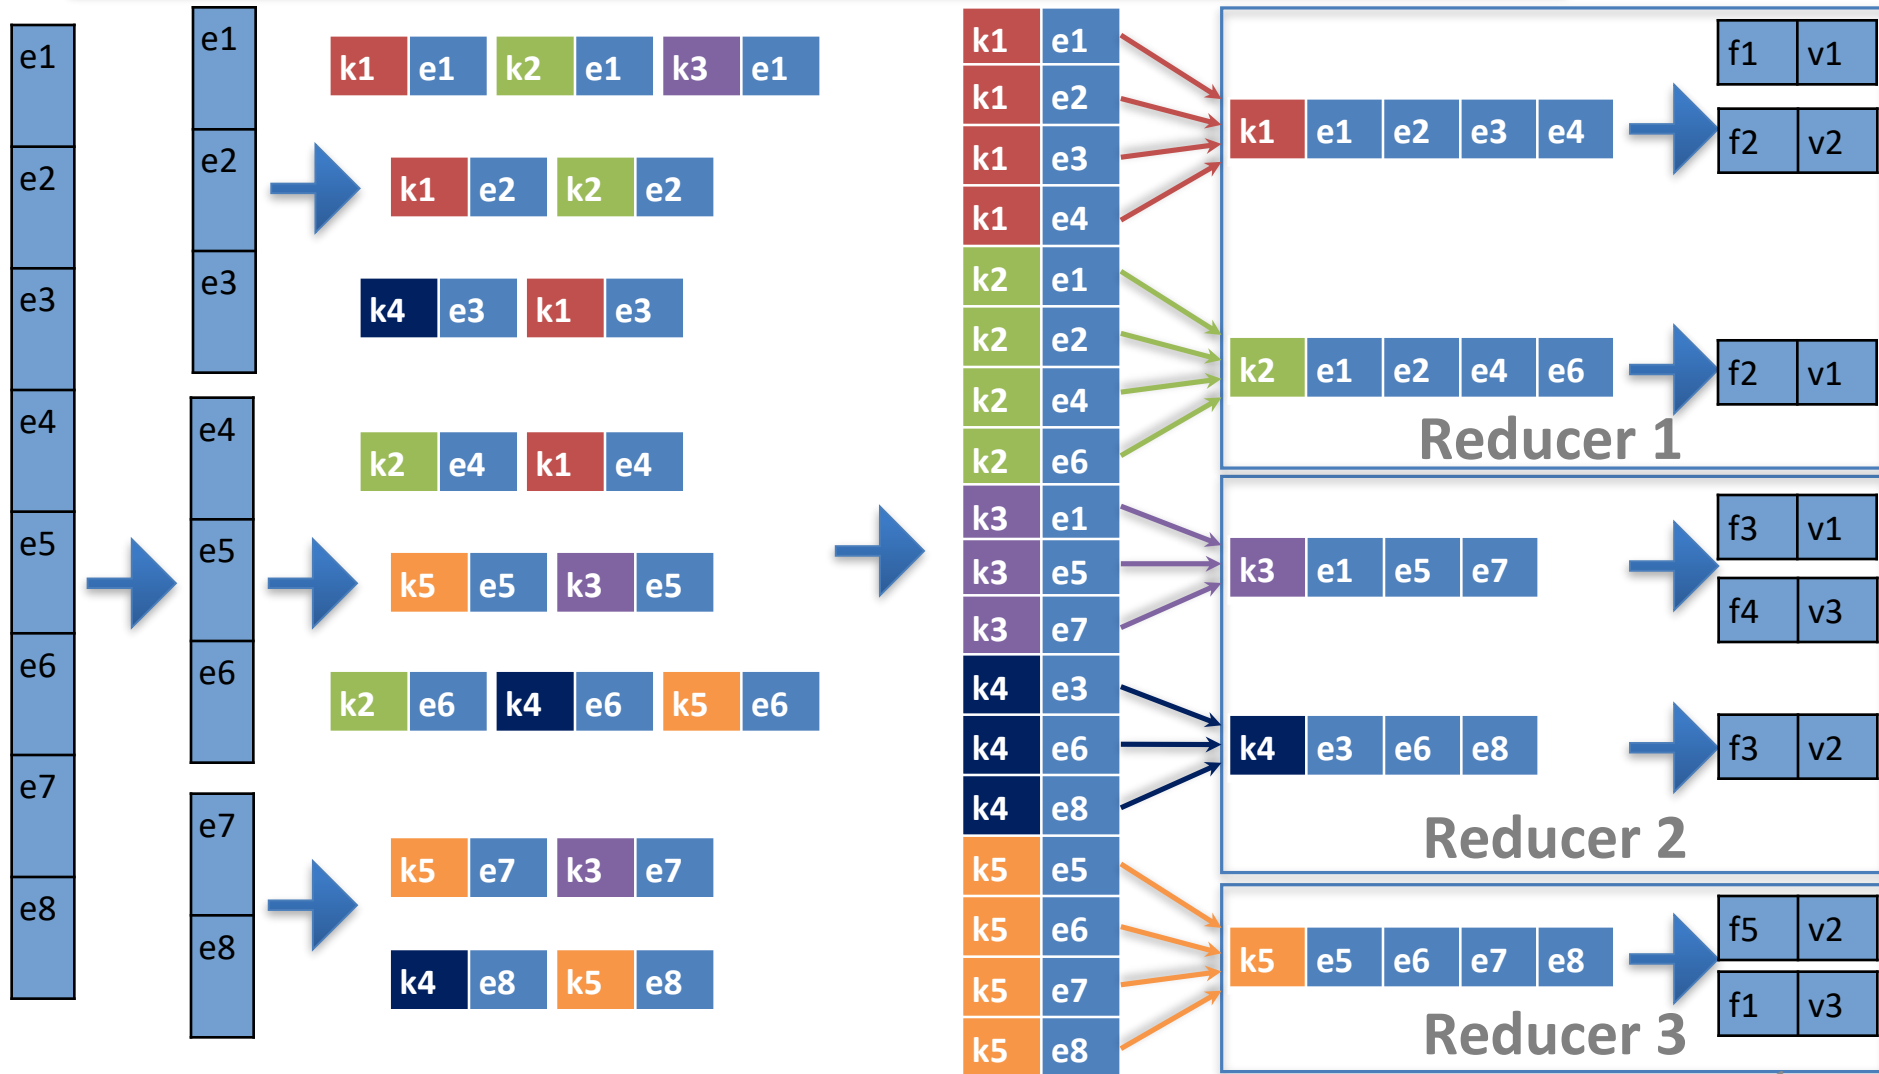 e1
e2
e3
e4
e5
e6
e7
e8
e1
e2
e3
e4
e5
e6
e7
e8
k1 e1 k2 e1 k3 e1
k1 e2 k2 e2
k4 e3 k1 e3
k2 e4 k1 e4
k5 e5 k3 e5
k2 e6 k4 e6 k5 e6
k5 e7 k3 e7
k4 e8 k5 e8
k1 e1
k1 e2
k1 e3
k1 e4
k2 e1
k2 e2
k2 e4
k2 e6
k3 e1
k3 e5
k3 e7
k4 e3
k4 e6
k4 e8
k5 e5
k5 e6
k5 e7
k5 e8
k1 e1 e2 e3 e4
f1 v1
f2 v2
k2 e1 e2 e4 e6
f2 v1
Reducer 1
k3 e1 e5 e7
f3 v1
f4 v3
k4 e3 e6 e8
f3 v2
Reducer 2
k5 e5 e6 e7 e8
f5 v2
f1 v3
Reducer 3